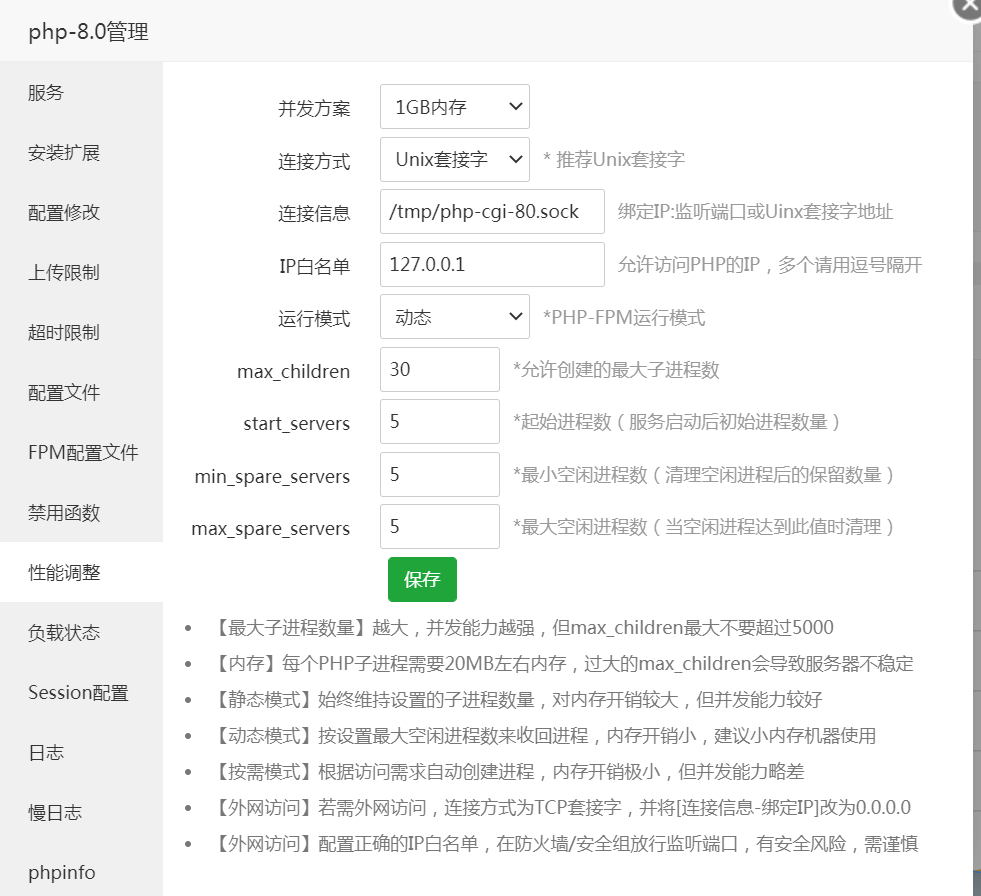 php-8.0管理
服务
安装扩展
配置修改
上传限制
超时限制
配置文件
FPM配置文件
禁用函数
性能调整
负载状态
Session配置
日志
慢日志
phpinfo
并发方案 1GB内存
连接方式 Unix套接字 * 推荐Unix套接字
连接信息 /tmp/php-cgi-80.sock 绑定IP:监听端口或Uinx套接字地址
IP白名单 127.0.0.1 允许访问PHP的IP，多个请用逗号隔开
运行模式 动态 *PHP-FPM运行模式
max_children 30 *允许创建的最大子进程数
start_servers 5 *起始进程数（服务启动后初始进程数量）
min_spare_servers 5 *最小空闲进程数（清理空闲进程后的保留数量）
max_spare_servers 5 *最大空闲进程数（当空闲进程达到此值时清理）
保存
• 【最大子进程数量】越大，并发能力越强，但max_children最大不要超过5000
• 【内存】每个PHP子进程需要20MB左右内存，过大的max_children会导致服务器不稳定
• 【静态模式】始终维持设置的子进程数量，对内存开销较大，但并发能力较好
• 【动态模式】按设置最大空闲进程数来收回进程，内存开销小，建议小内存机器使用
• 【按需模式】根据访问需求自动创建进程，内存开销极小，但并发能力略差
• 【外网访问】若需外网访问，连接方式为TCP套接字，并将[连接信息-绑定IP]改为0.0.0.0
• 【外网访问】配置正确的IP白名单，在防火墙/安全组放行监听端口，有安全风险，需谨慎